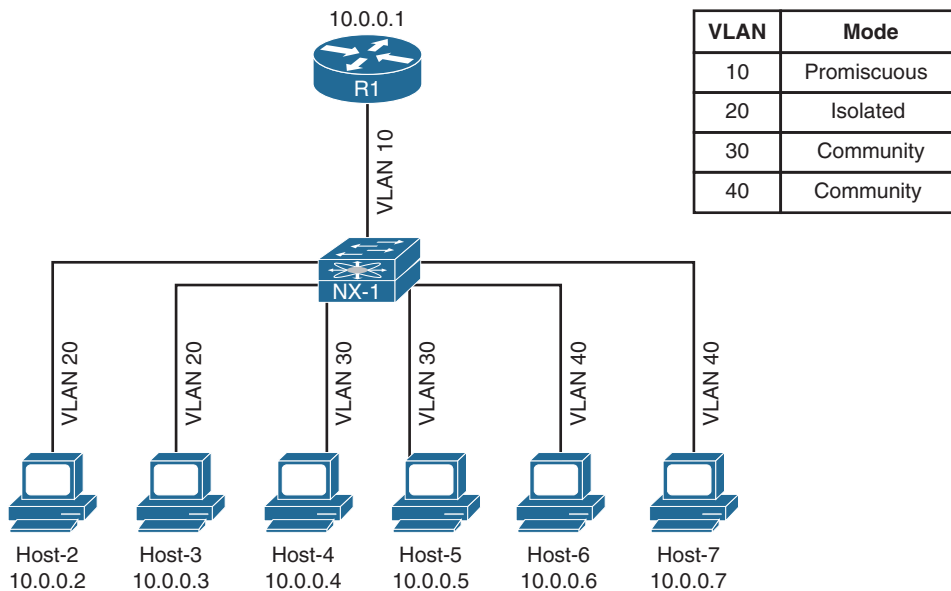 10.0.0.1
R1
VLAN 10
NX-1
VLAN Mode
10 Promiscuous
20 Isolated
30 Community
40 Community
VLAN 20
VLAN 20
VLAN 30
VLAN 30
VLAN 40
VLAN 40
Host-2
10.0.0.2
Host-3
10.0.0.3
Host-4
10.0.0.4
Host-5
10.0.0.5
Host-6
10.0.0.6
Host-7
10.0.0.7